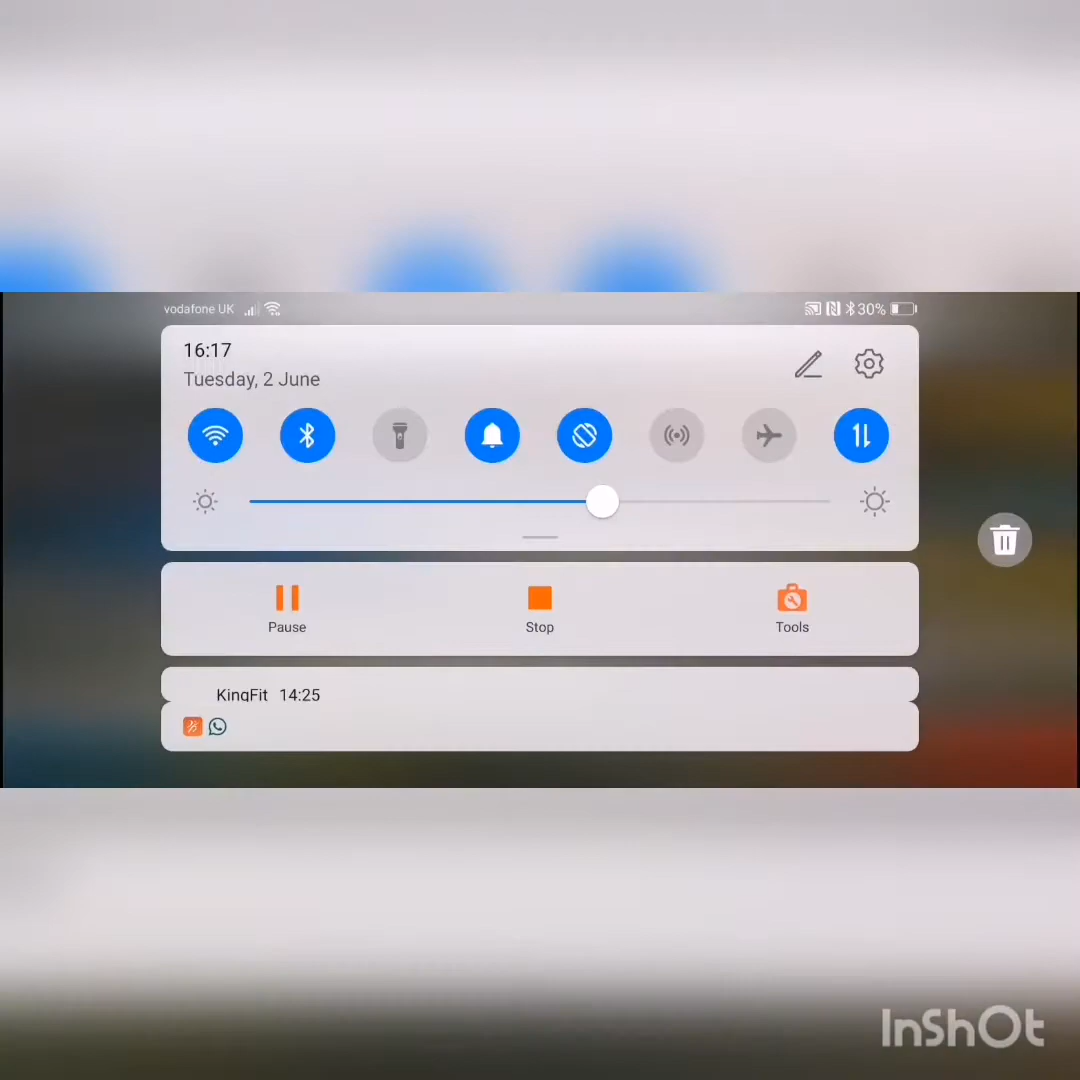 vodafone UK
30%
16:17
Tuesday, 2 June
Pause
Stop
Tools
KingFit 14:25
InShOt